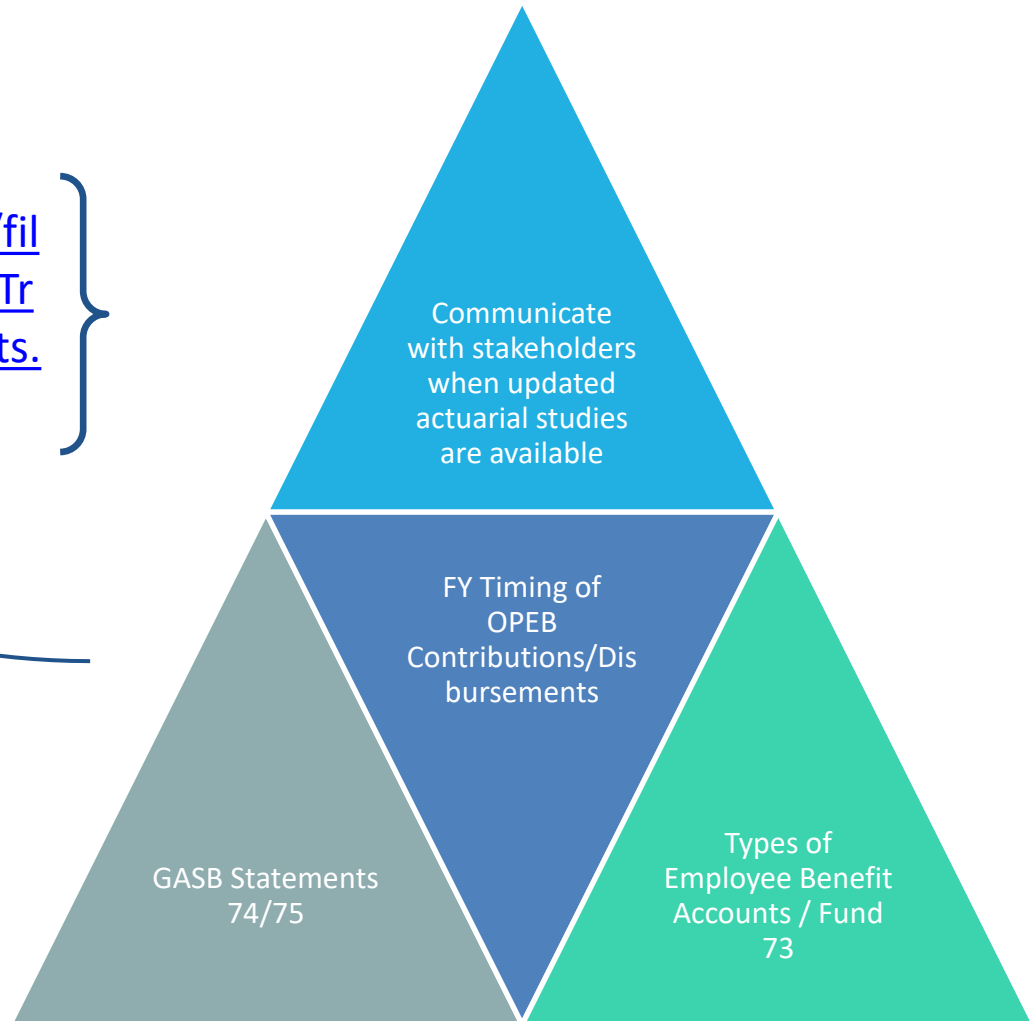 /fil
Tr
ts.
Communicate
with stakeholders
when updated
actuarial studies
are available
FY Timing of
OPEB
Contributions/Dis
bursements
GASB Statements
74/75
Types of
Employee Benefit
Accounts / Fund
73